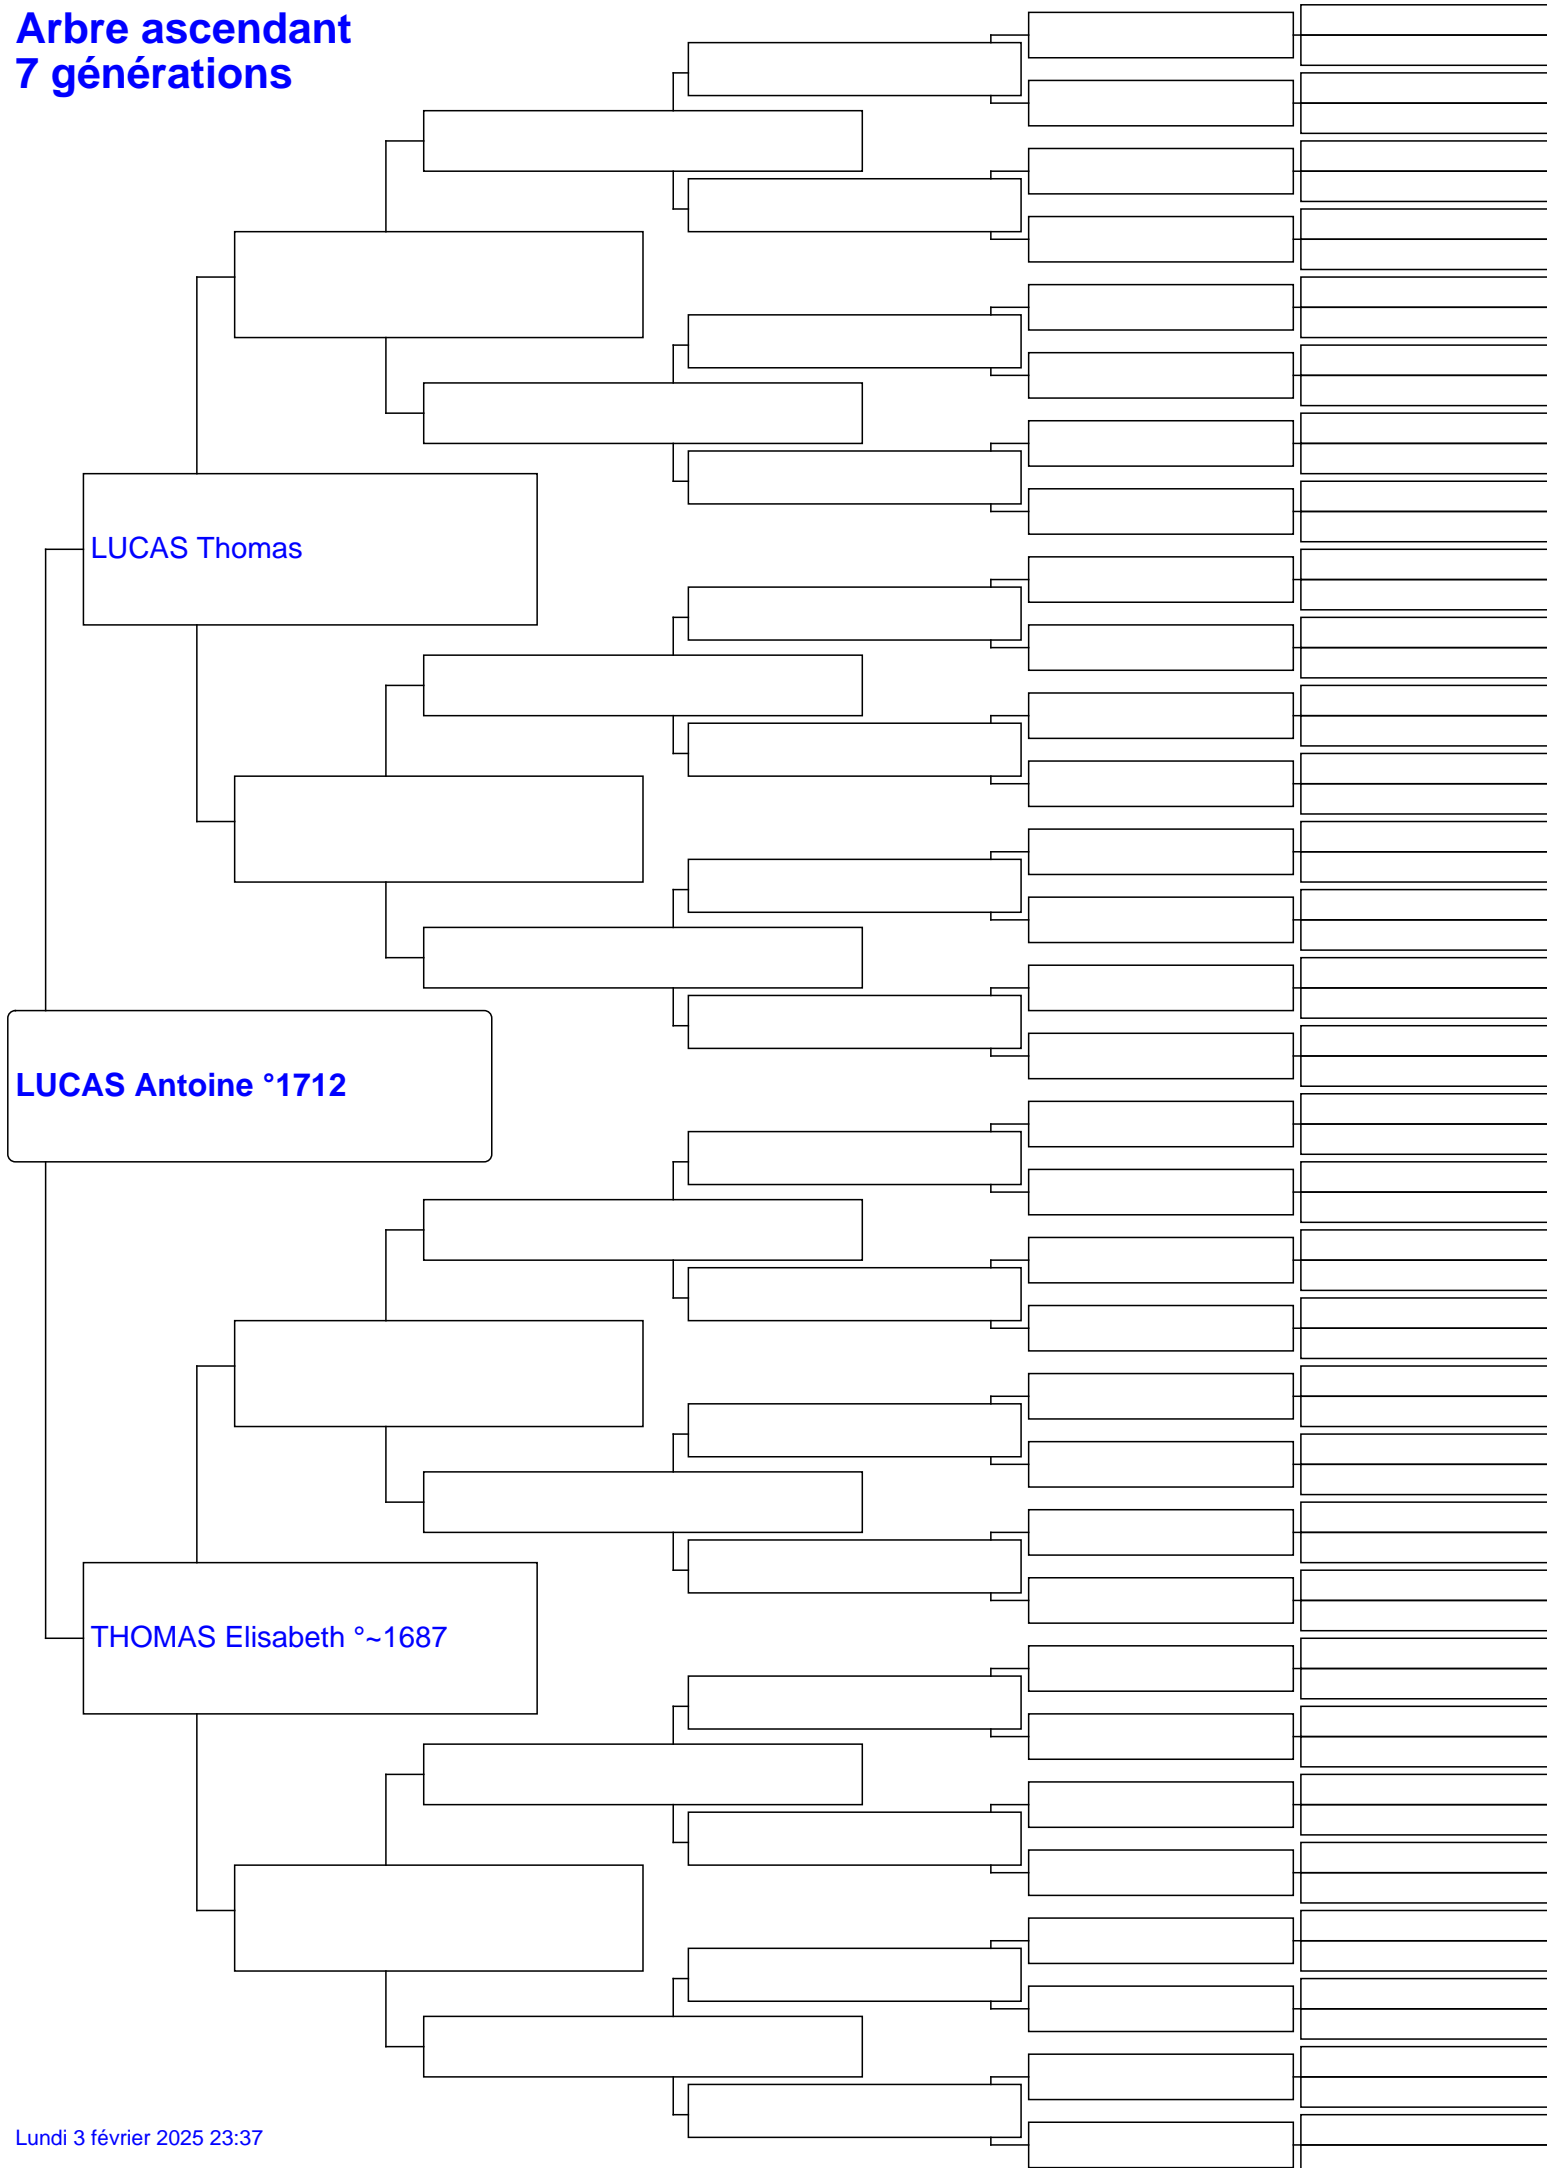 Arbre ascendant
7 générations
LUCAS Thomas
LUCAS Antoine °1712
THOMAS Elisabeth °~1687
Lundi 3 février 2025 23:37